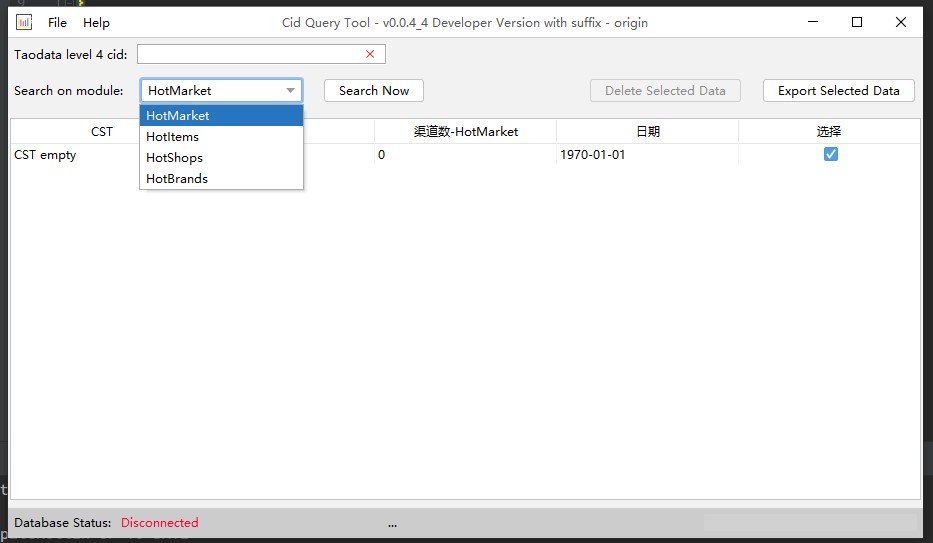 File Help Cid Query Tool - v0.0.4_4 Developer Version with suffix - origin
Taodata level 4 cid:
Search on module: HotMarket Search Now Delete Selected Data Export Selected Data
CST 渠道数-HotMarket 日期 选择
CST empty 0 1970-01-01
HotMarket
HotItems
HotShops
HotBrands
Database Status: Disconnected ...